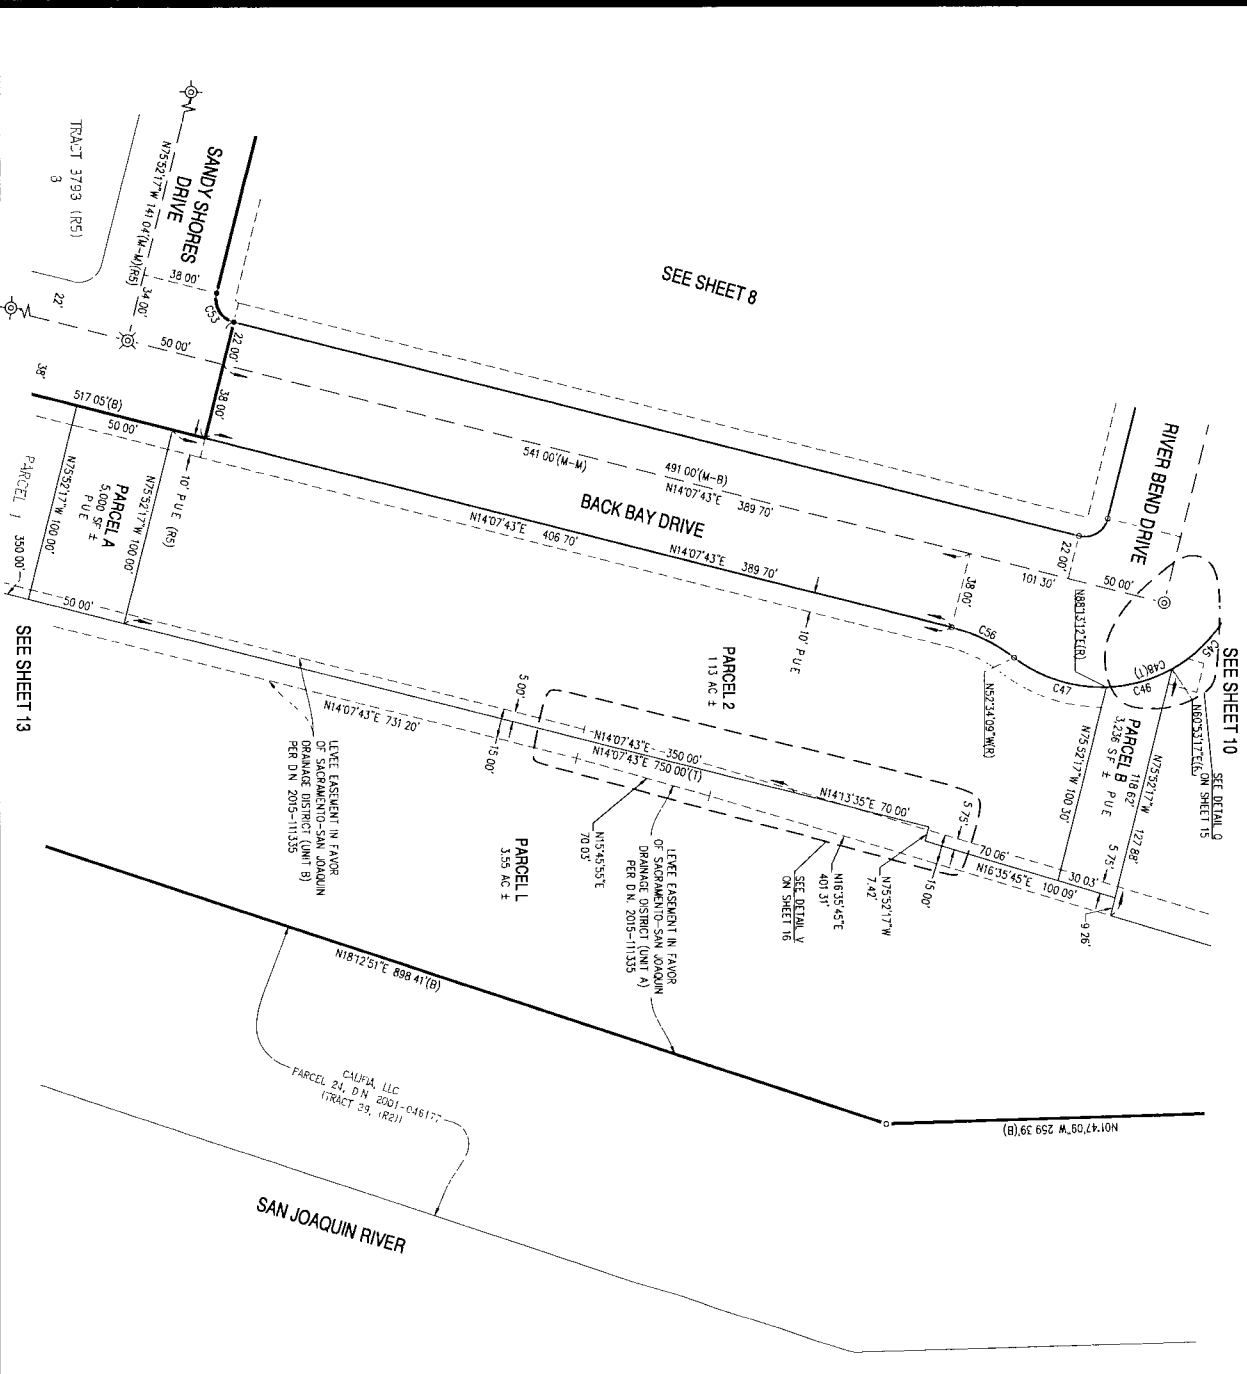 SEE SHEET 8
SEE SHEET 10
SEE SHEET 13
TRACT 3793 (R5)
3
SANDY SHORES
DRIVE
N75°52'17"W 141 04'(M-M)(R5)
34 00'
38 00'
C53
22'
50 00'
38'
22 00'
38 00'
517 05'(B)
50 00'
10' PUE (R5)
N75°52'17"W 100 00'
PARCEL A
5,000 SF ±
PUE
N75°52'17"W 100 00'
PARCEL
350 00'
50 00'
541 00'(M-M)
491 00'(M-B)
N14°07'43"E 389 70'
BACK BAY DRIVE
N14°07'43"E 406 70'
N14°07'43"E 389 70'
RIVER BEND DRIVE
22 00'
101 30'
50 00'
38 00'
N88°13'12"E(R)
C56
C47
C46
C48(T)
C45
N52°34'09"W(R)
10' PUE
PARCEL 2
1 13 AC ±
SEE DETAIL Q
ON SHEET 15
PARCEL B
3,236 SF ± PUE
118 62'
N75°52'17"W 127 88'
N75°52'17"W 100 30'
5 75'
9 26'
30 03'
70 06'
N16°35'45"E 100 09'
15 00'
5 75'
N14°13'35"E 70 00'
N14°07'43"E 350 00'
N14°07'43"E 750 00'(T)
5 00'
15 00'
N14°07'43"E 731 20'
N75°52'17"W
7.42'
N16°35'45"E
401 31'
SEE DETAIL V
ON SHEET 16
N15°45'55"E
70 03'
LEVEE EASEMENT IN FAVOR
OF SACRAMENTO-SAN JOAQUIN
DRAINAGE DISTRICT (UNIT A)
PER D.N. 2015-111335
LEVEE EASEMENT IN FAVOR
OF SACRAMENTO-SAN JOAQUIN
DRAINAGE DISTRICT (UNIT B)
PER D N 2015-111335
PARCEL L
3.55 AC ±
N18°12'51"E 898 41'(B)
N01°47'09"W 259 39'(B)
CALIFIA, LLC
PARCEL 24, D N 2001-046177
(TRACT 29, (R2))
SAN JOAQUIN RIVER